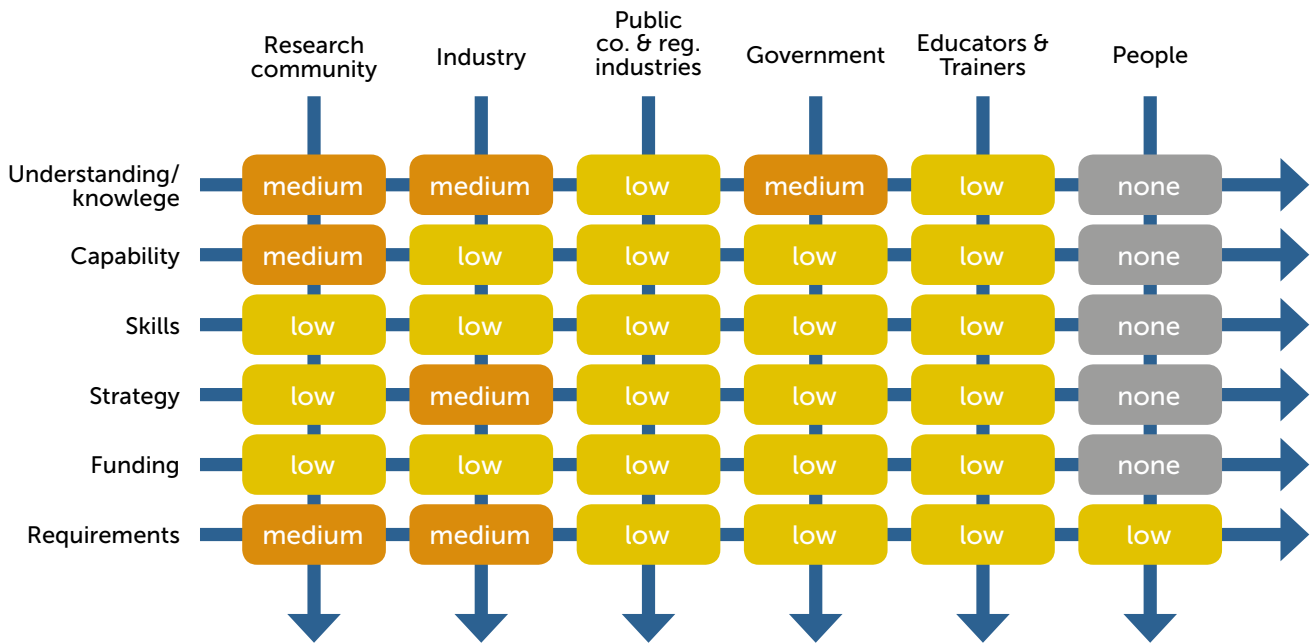 Research
community
Industry
Public
co. & reg.
industries
Government
Educators &
Trainers
People
Understanding/
knowlege
medium
medium
low
medium
low
none
Capability
medium
low
low
low
low
none
Skills
low
low
low
low
low
none
Strategy
low
medium
low
low
low
none
Funding
low
low
low
low
low
none
Requirements
medium
medium
low
low
low
low